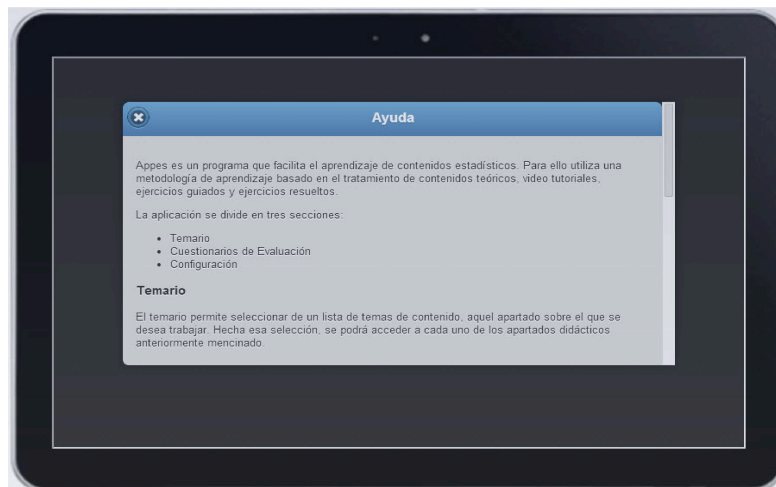 Ayuda
Appes es un programa que facilita el aprendizaje de contenidos estadísticos. Para ello utiliza una
metodología de aprendizaje basado en el tratamiento de contenidos teóricos, video tutoriales,
ejercicios guiados y ejercicios resueltos.
La aplicación se divide en tres secciones:
• Temario
• Cuestionarios de Evaluación
• Configuración
Temario
El temario permite seleccionar de un lista de temas de contenido, aquel apartado sobre el que se
desea trabajar. Hecha esa selección, se podrá acceder a cada uno de los apartados didácticos
anteriormente mencinado.